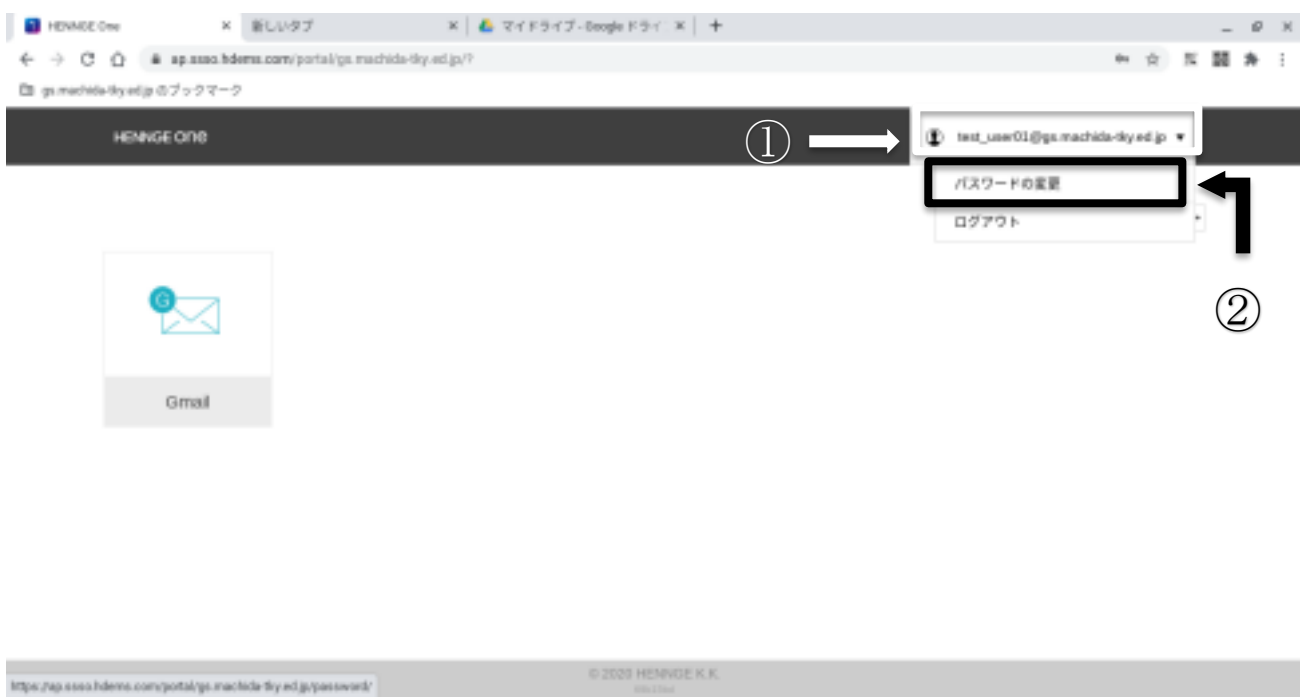 HENNGE One
新しいタブ
マイドライブ - Google ドライ
ap.ssso.hdems.com/portal/gs.machida-tky.ed.jp/?
gs.machida-tky.ed.jp のブックマーク
HENNGE One
① test_user01@gs.machida-tky.ed.jp ▼
パスワードの変更
ログアウト
②
G
Gmail
© 2020 HENNGE K.K.
https://ap.ssso.hdems.com/portal/gs.machida-tky.ed.jp/password/